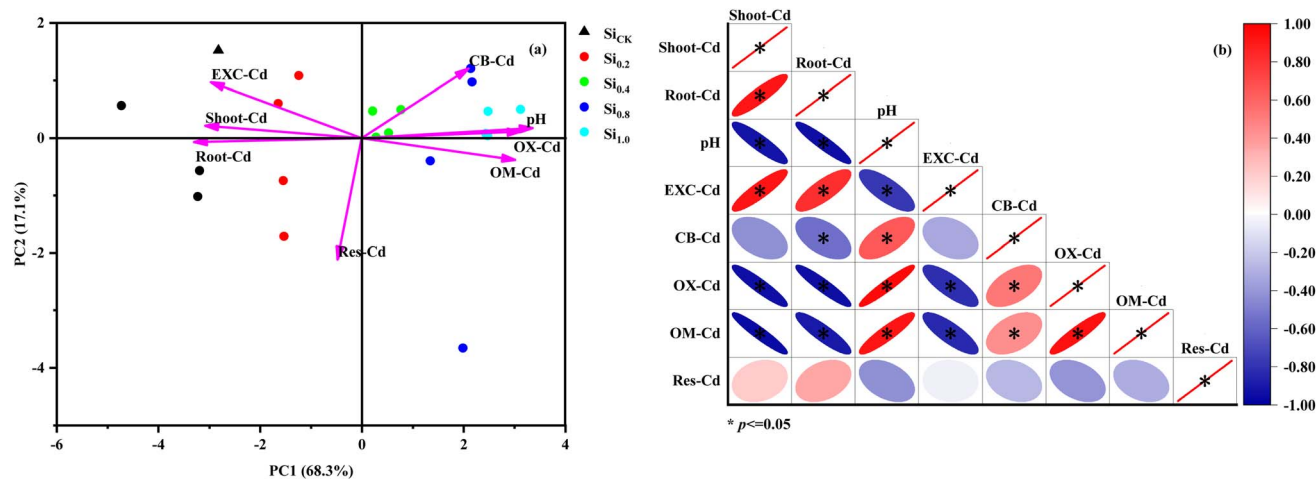 2
0
-2
-4
-6
-4
-2
0
2
4
PC2 (17.1%)
PC1 (68.3%)
(a)
EXC-Cd
Shoot-Cd
Root-Cd
CB-Cd
pH
OX-Cd
OM-Cd
Res-Cd
Si_CK
Si_0.2
Si_0.4
Si_0.8
Si_1.0
(b)
Shoot-Cd
Root-Cd
pH
EXC-Cd
CB-Cd
OX-Cd
OM-Cd
Res-Cd
Shoot-Cd
Root-Cd
pH
EXC-Cd
CB-Cd
OX-Cd
OM-Cd
Res-Cd
* p<=0.05
1.00
0.80
0.60
0.40
0.20
0.00
-0.20
-0.40
-0.60
-0.80
-1.00